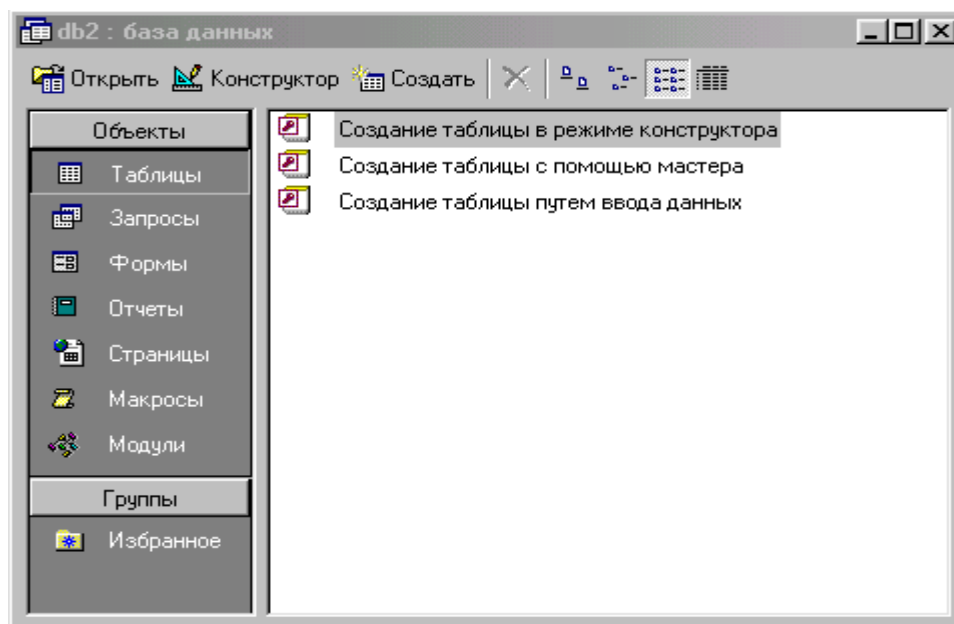 db2 : база данных
Открыть Конструктор Создать
Объекты
Таблицы
Запросы
Формы
Отчеты
Страницы
Макросы
Модули
Группы
Избранное
Создание таблицы в режиме конструктора
Создание таблицы с помощью мастера
Создание таблицы путем ввода данных